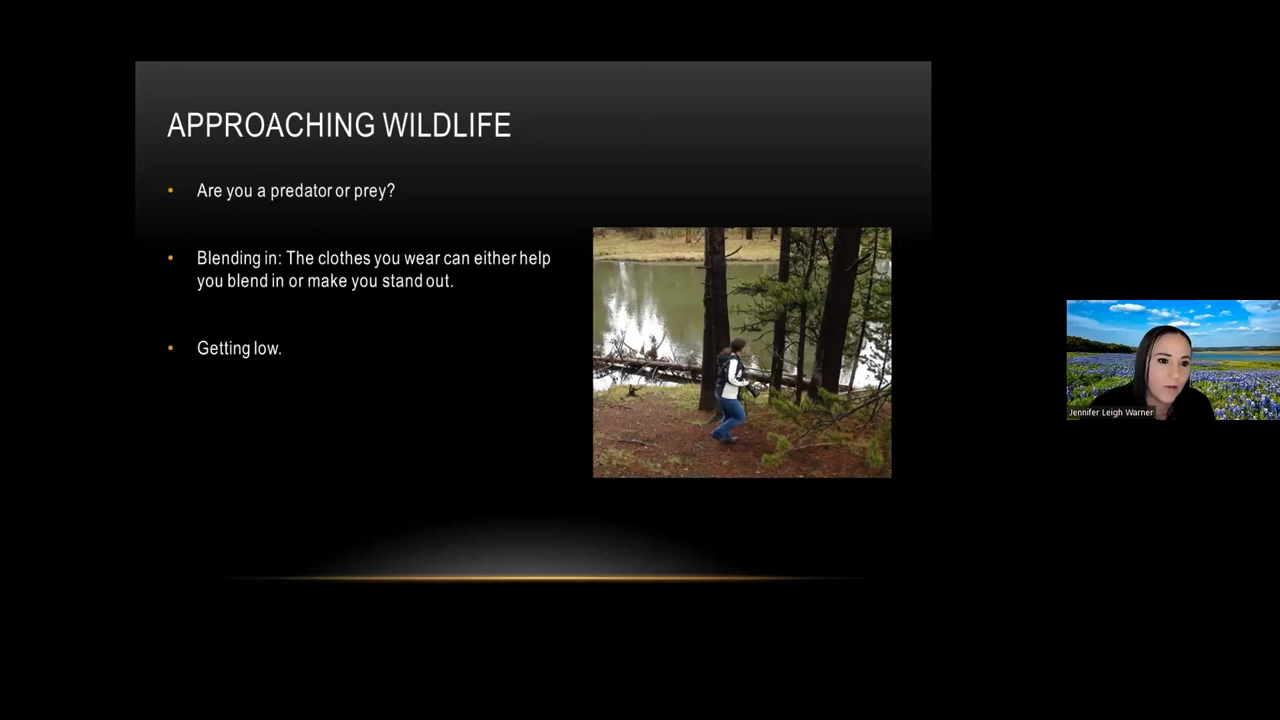 APPROACHING WILDLIFE
• Are you a predator or prey?
• Blending in: The clothes you wear can either help
you blend in or make you stand out.
• Getting low.
Jennifer Leigh Warner